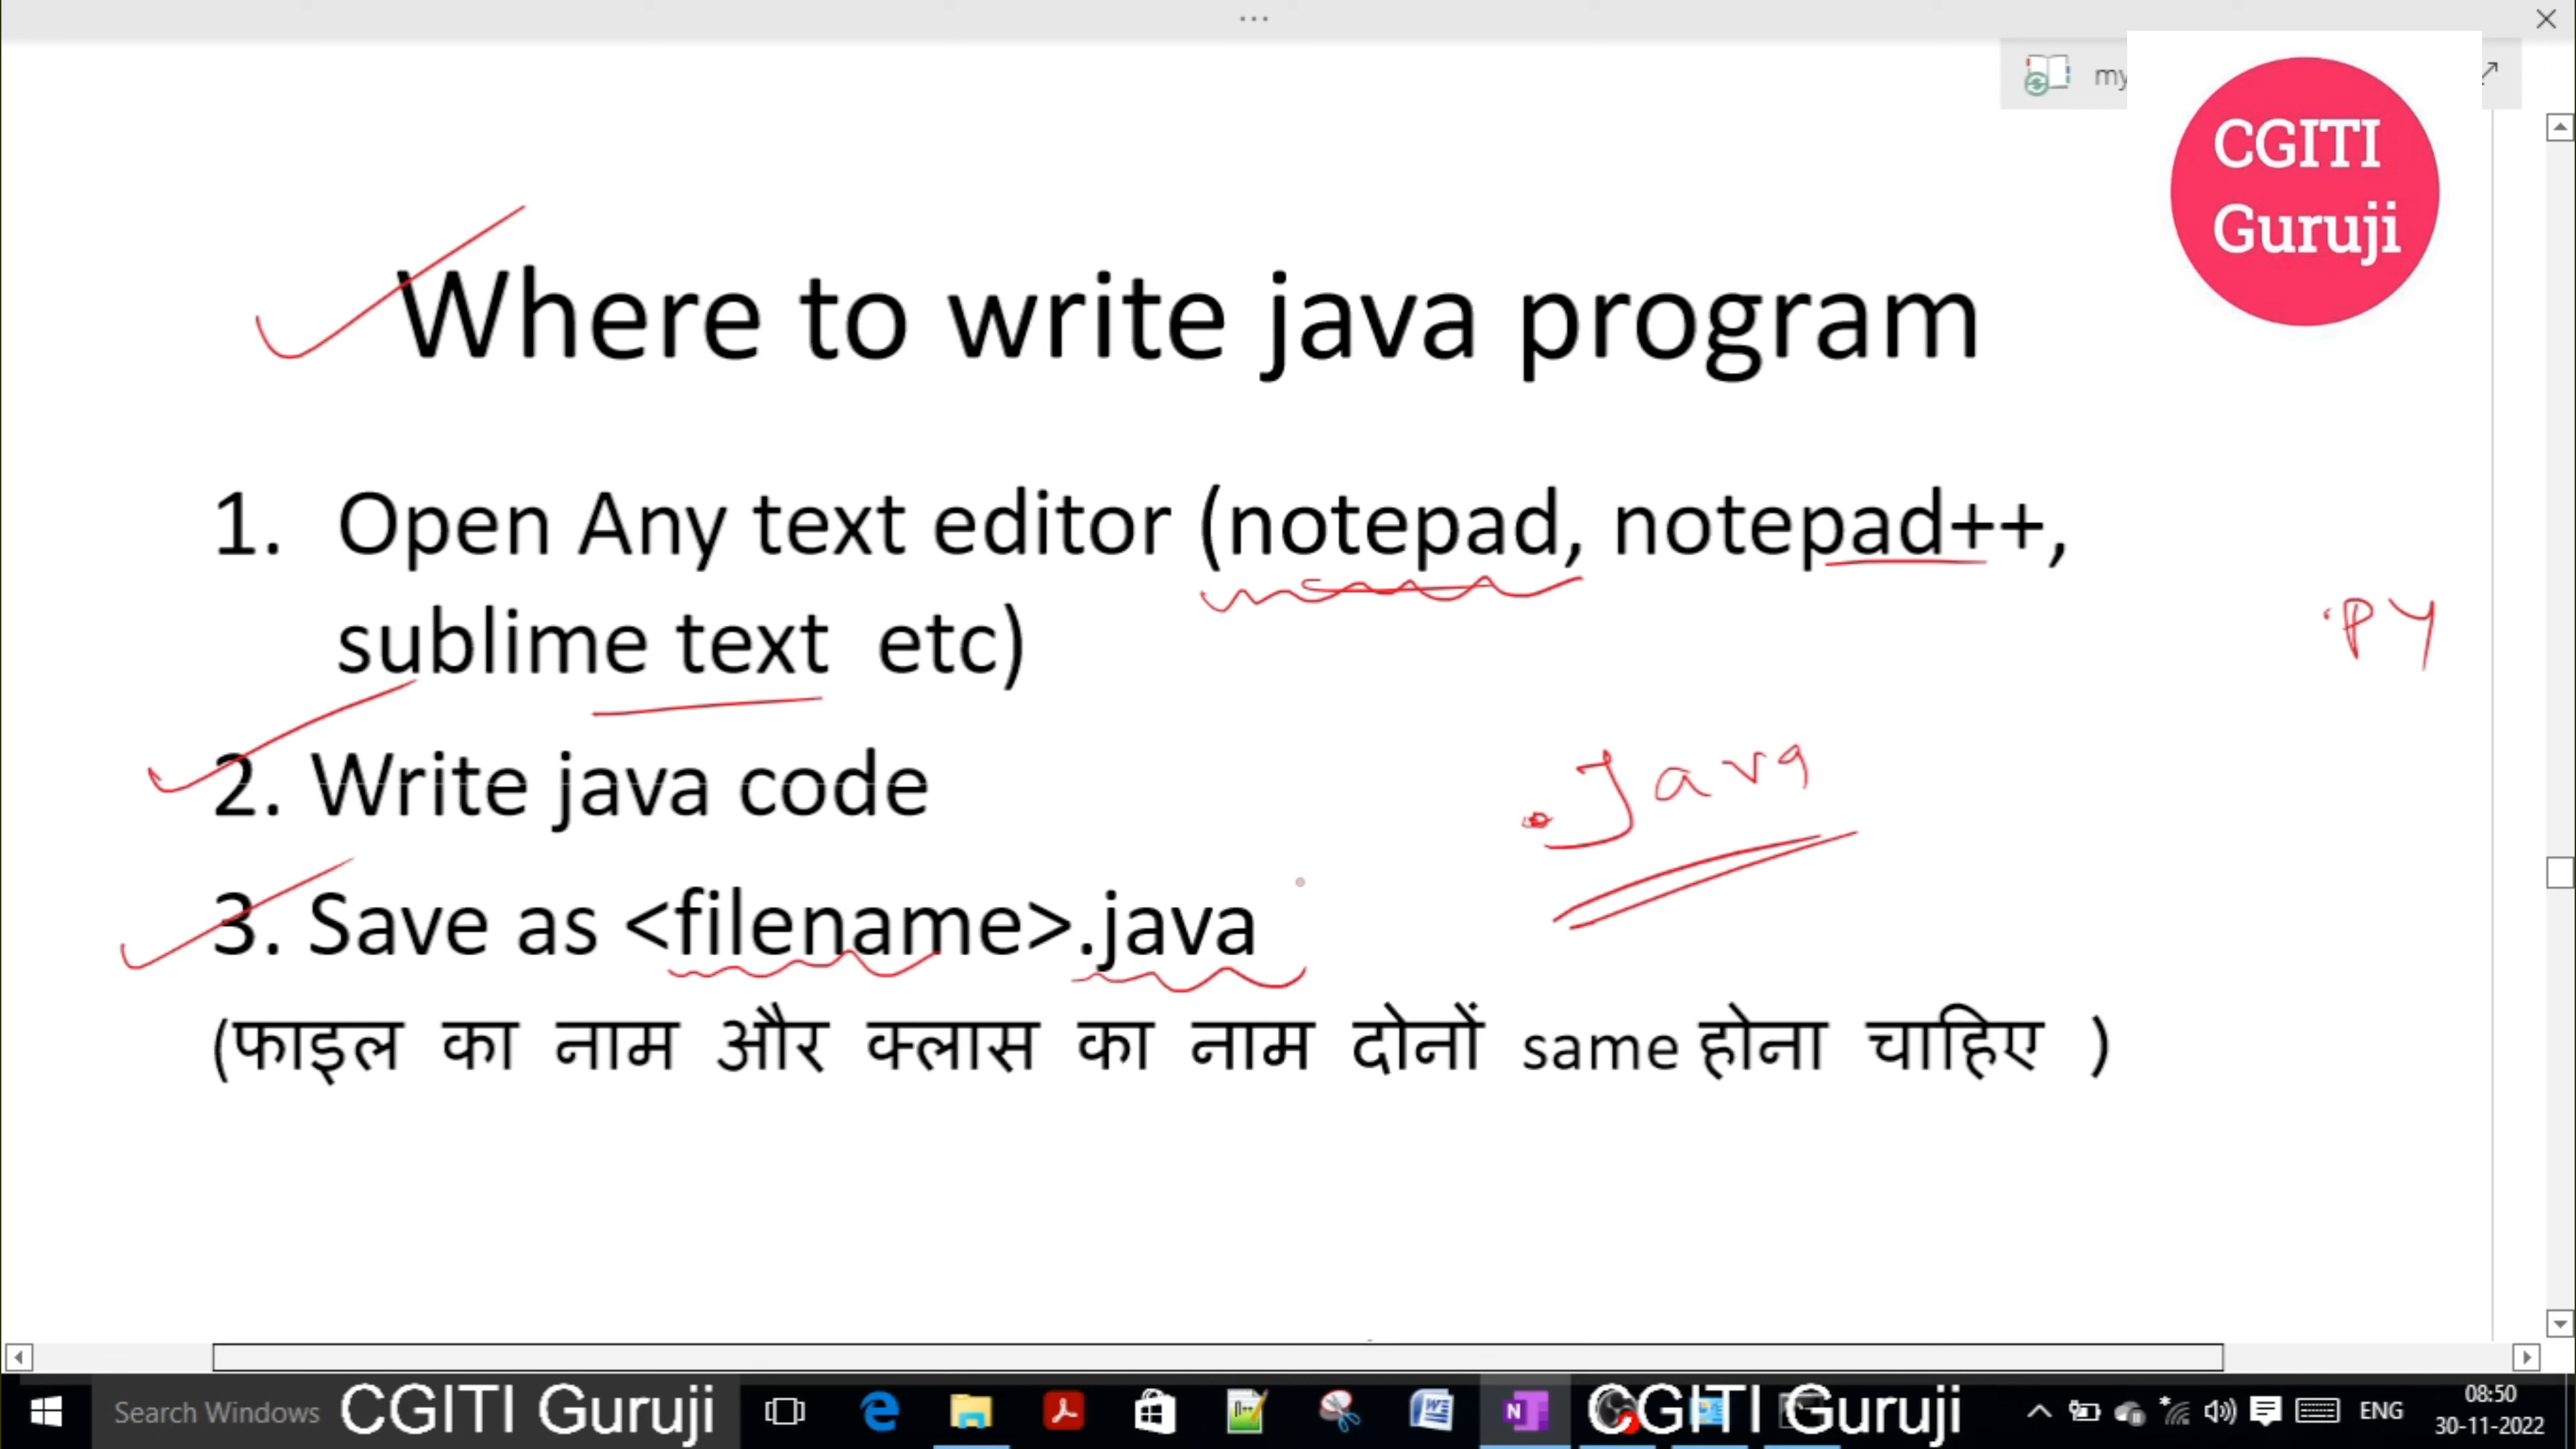 my
CGITI
Guruji
Where to write java program
1. Open Any text editor (notepad, notepad++,
sublime text etc)
.PY
2. Write java code
.Java
3. Save as <filename>.java
(फाइल का नाम और क्लास का नाम दोनों same होना चाहिए )
Search Windows CGITI Guruji CGITI Guruji ENG 08:50
30-11-2022